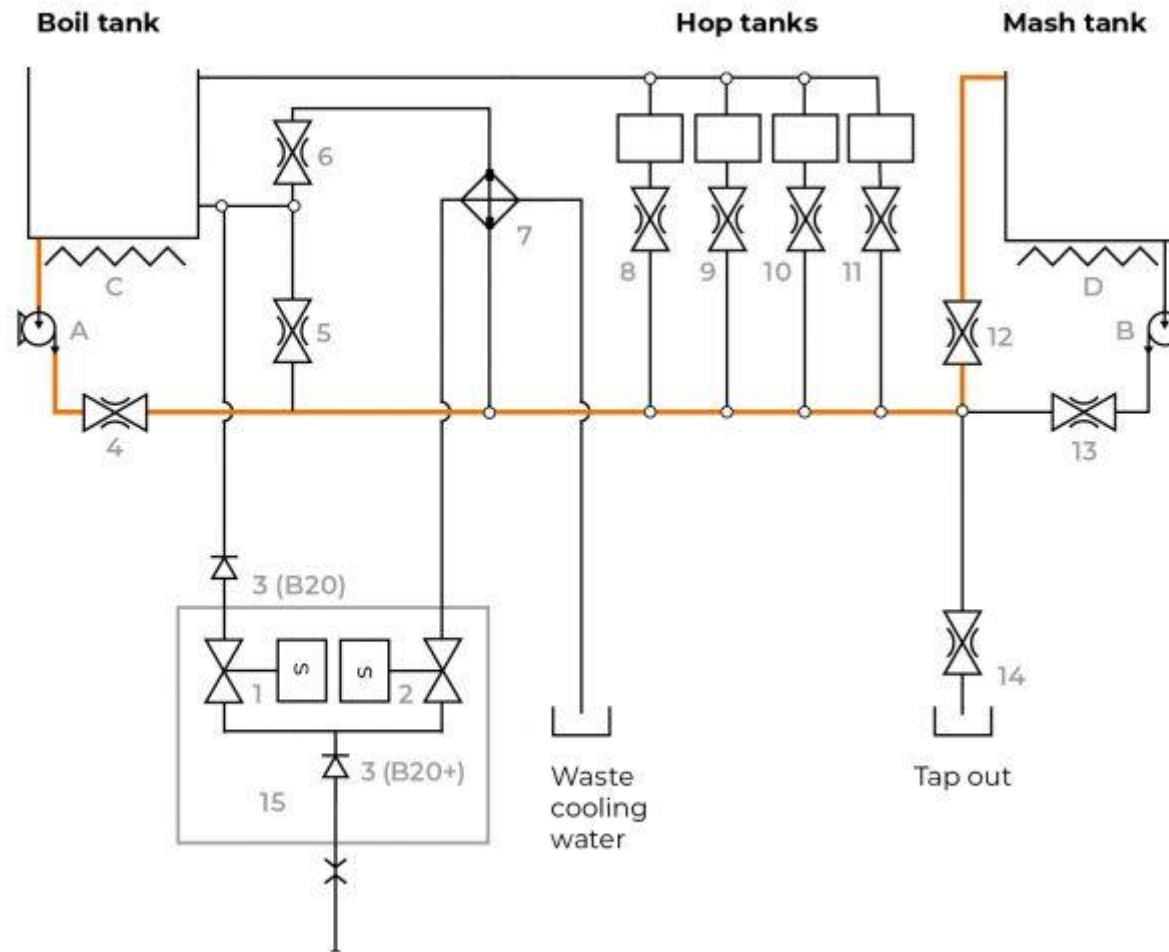 Boil tank
Hop tanks
Mash tank
6
7
8
9
10
11
C
D
A
5
12
B
4
13
3 (B20)
S
S
1
2
14
3 (B20+)
15
Waste
cooling
water
Tap out